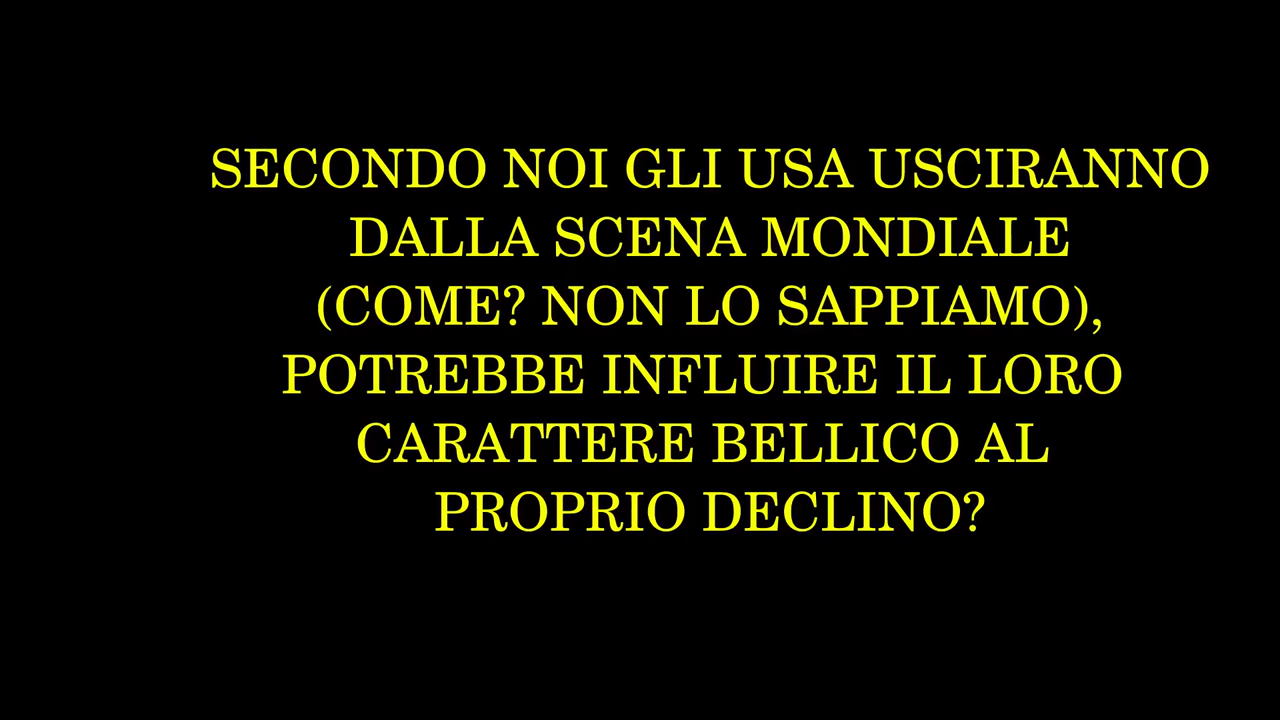 SECONDO NOI GLI USA USCIRANNO
DALLA SCENA MONDIALE
(COME? NON LO SAPPIAMO),
POTREBBE INFLUIRE IL LORO
CARATTERE BELLICO AL
PROPRIO DECLINO?